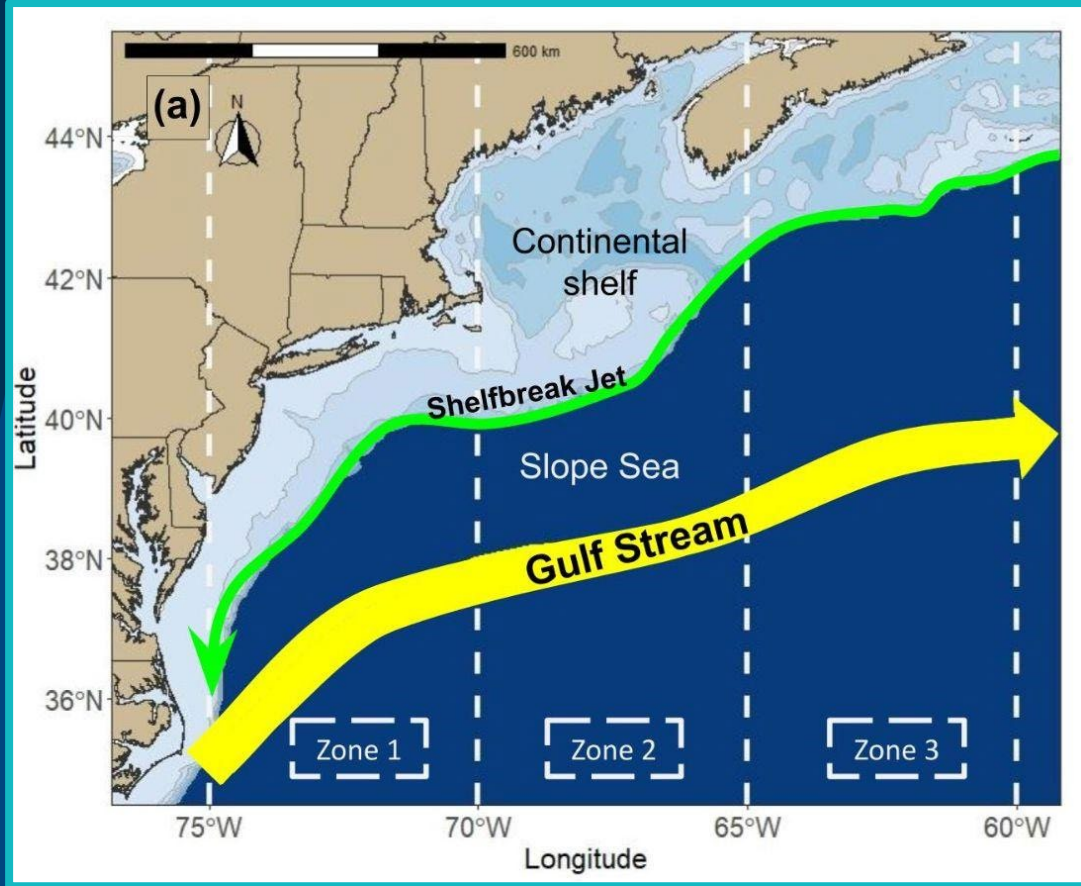 600 km
(a)
N
44°N
42°N
40°N
38°N
36°N
Latitude
Continental
shelf
Shelfbreak Jet
Slope Sea
Gulf Stream
Zone 1
Zone 2
Zone 3
75°W
70°W
65°W
60°W
Longitude